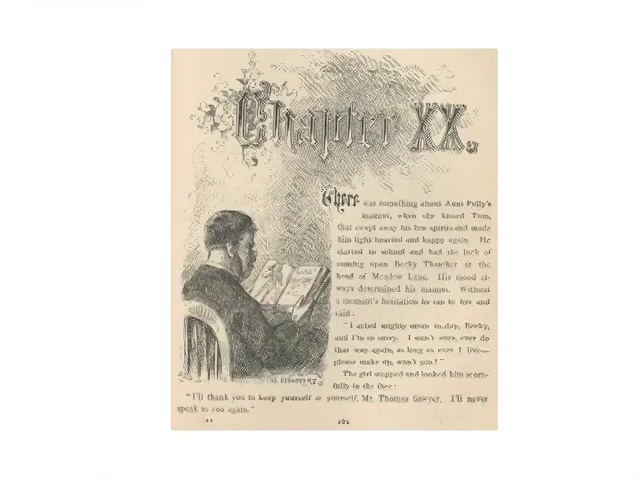 Chapter XX.
There was something about Aunt Polly's
manner, when she kissed Tom,
that swept away his low spirits and made
him light hearted and happy again. He
started to school and had the luck of
coming upon Becky Thatcher at the
head of Meadow Lane. His mood al-
ways determined his manner. Without
a moment's hesitation he ran to her and
said:
"I acted mighty mean to-day, Becky,
and I'm so sorry. I won't ever, ever do
that way again, as long as ever I live—
please make up, won't you?"
The girl stopped and looked him scorn-
fully in the face:
THE DISCOVERY.
"I'll thank you to keep yourself to yourself, Mr. Thomas Sawyer. I'll never
speak to you again."